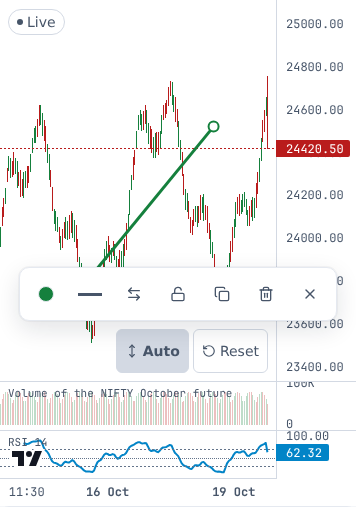 Live
25000.00
24800.00
24600.00
24420.50
24200.00
24000.00
23600.00
Auto
Reset
23400.00
Volume of the NIFTY October future
100K
0
RSI 14
100.00
62.32
11:30 16 Oct 19 Oct